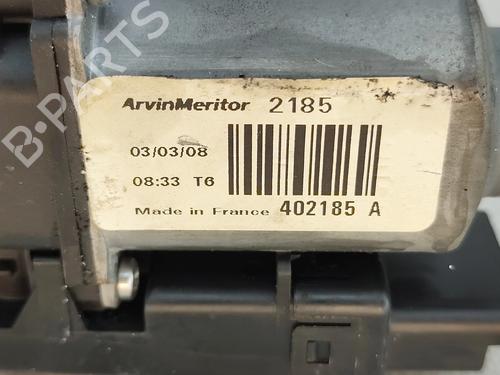 B-PARTS
ArvinMeritor 2185
03/03/08
08:33 T6
Made in France 402185 A